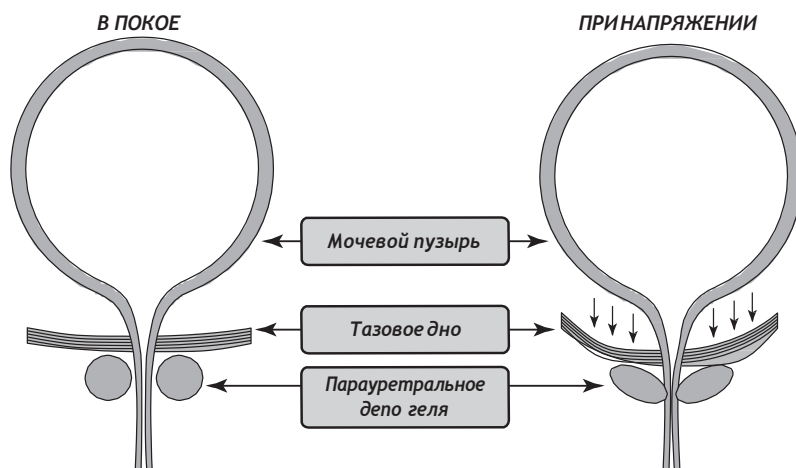 В ПОКОЕ
ПРИ НАПРЯЖЕНИИ
Мочевой пузырь
Тазовое дно
Парауретральное
депо геля